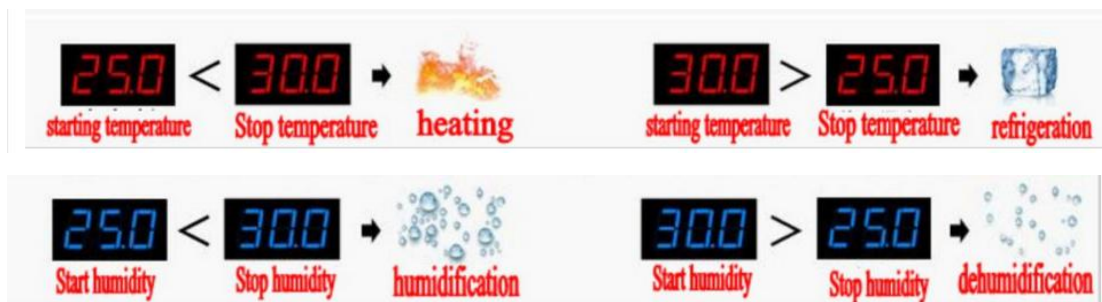 25.0 < 30.0 30.0 > 25.0
starting temperature Stop temperature heating starting temperature Stop temperature refrigeration
25.0 < 30.0 30.0 > 25.0
Start humidity Stop humidity humidification Start humidity Stop humidity dehumidification